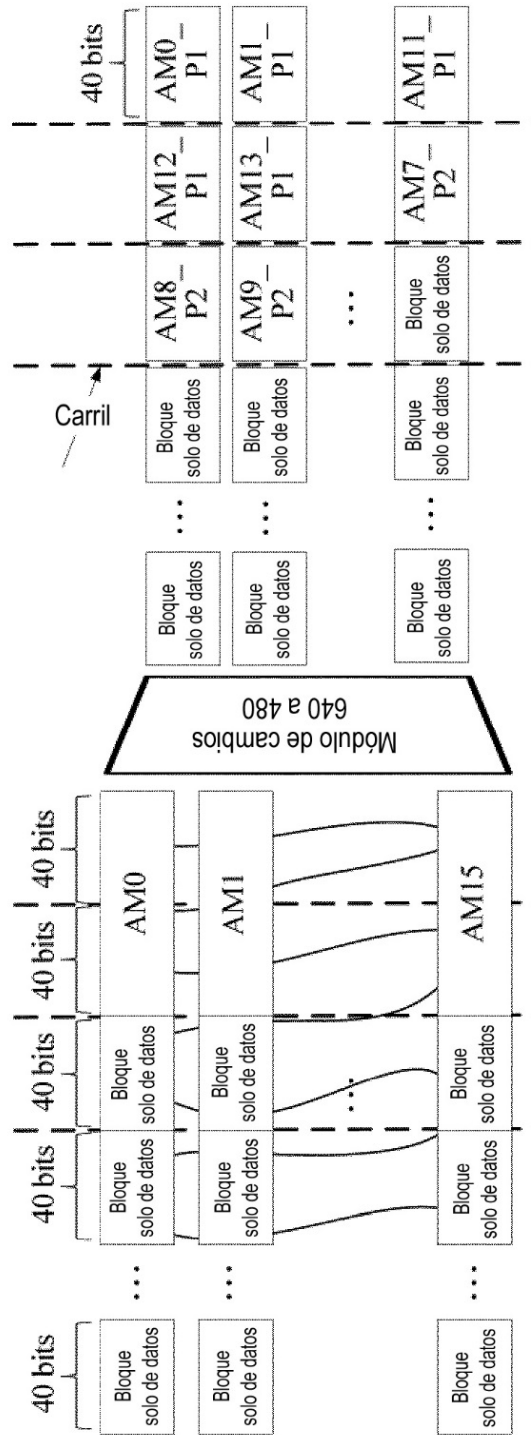 40 bits
40 bits
40 bits
40 bits
40 bits
Carril
40 bits
Bloque
solo de datos
...
Bloque
solo de datos
Bloque
solo de datos
AM0
Bloque
solo de datos
...
Bloque
solo de datos
AM8_
P2
AM12_
P1
AM0_
P1
Bloque
solo de datos
...
Bloque
solo de datos
Bloque
solo de datos
AM1
Módulo de cambios
640 a 480
Bloque
solo de datos
...
Bloque
solo de datos
AM9_
P2
AM13_
P1
AM1_
P1
...
...
Bloque
solo de datos
...
Bloque
solo de datos
Bloque
solo de datos
AM15
Bloque
solo de datos
...
Bloque
solo de datos
Bloque
solo de datos
AM7_
P2
AM11_
P1